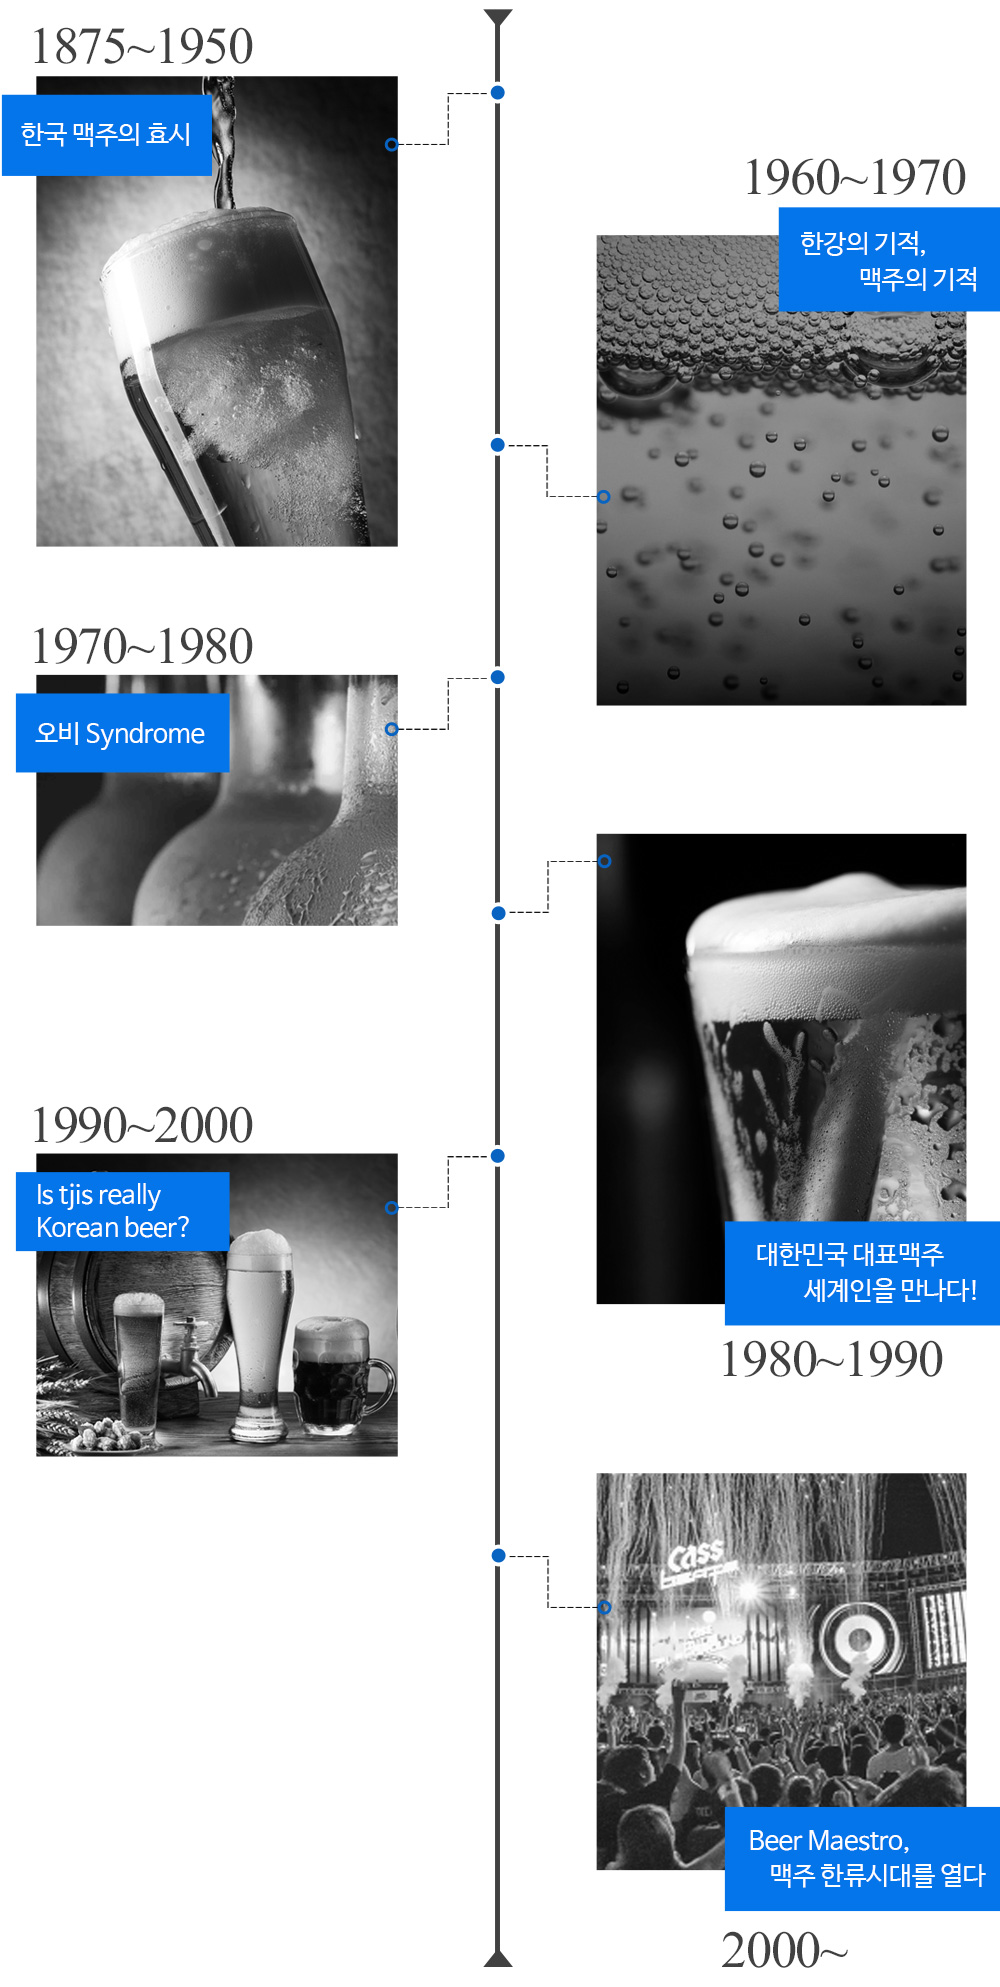 1875~1950
한국 맥주의 효시
1960~1970
한강의 기적,
맥주의 기적
1970~1980
오비 Syndrome
대한민국 대표맥주
세계인을 만나다!
1980~1990
1990~2000
Is tjis really
Korean beer?
Cass
Beer Maestro,
맥주 한류시대를 열다
2000~